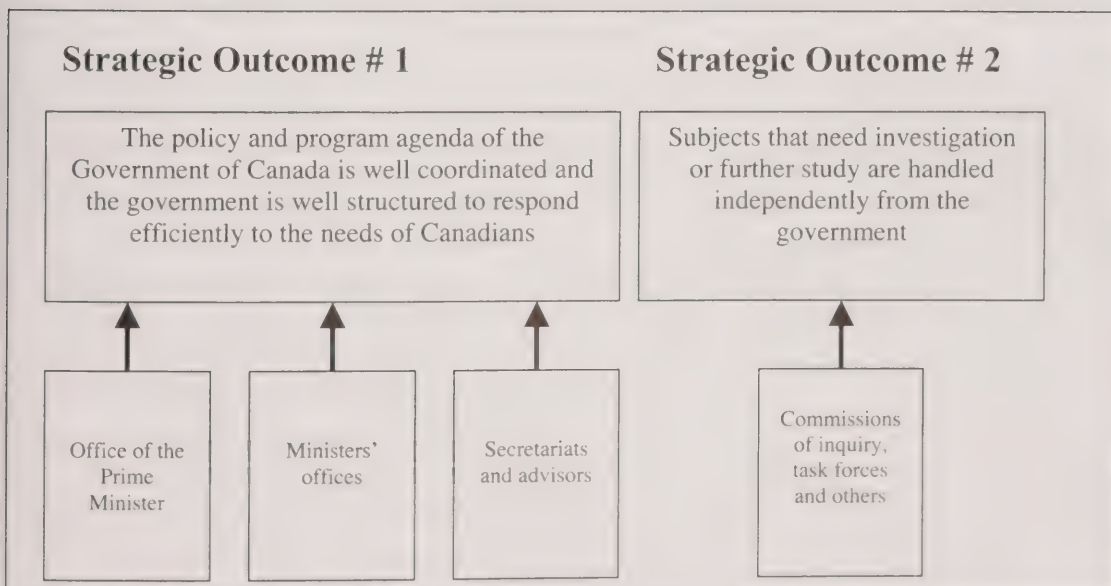 Strategic Outcome # 1
The policy and program agenda of the
Government of Canada is well coordinated and
the government is well structured to respond
efficiently to the needs of Canadians
Office of the
Prime
Minister
Ministers'
offices
Secretariats
and advisors
Strategic Outcome # 2
Subjects that need investigation
or further study are handled
independently from the
government
Commissions
of inquiry,
task forces
and others